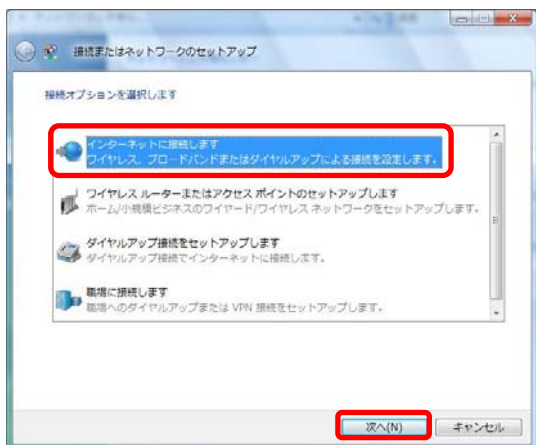 接続またはネットワークのセットアップ
接続オプションを選択します
インターネットに接続します
ワイヤレス、ブロードバンドまたはダイヤルアップによる接続を設定します。
ワイヤレス ルーターまたはアクセス ポイントのセットアップします
ホーム/小規模ビジネスのワイヤード/ワイヤレス ネットワークをセットアップします。
ダイヤルアップ接続をセットアップします
ダイヤルアップ接続でインターネットに接続します。
職場に接続します
職場へのダイヤルアップまたは VPN 接続をセットアップします。
次へ(N)
キャンセル